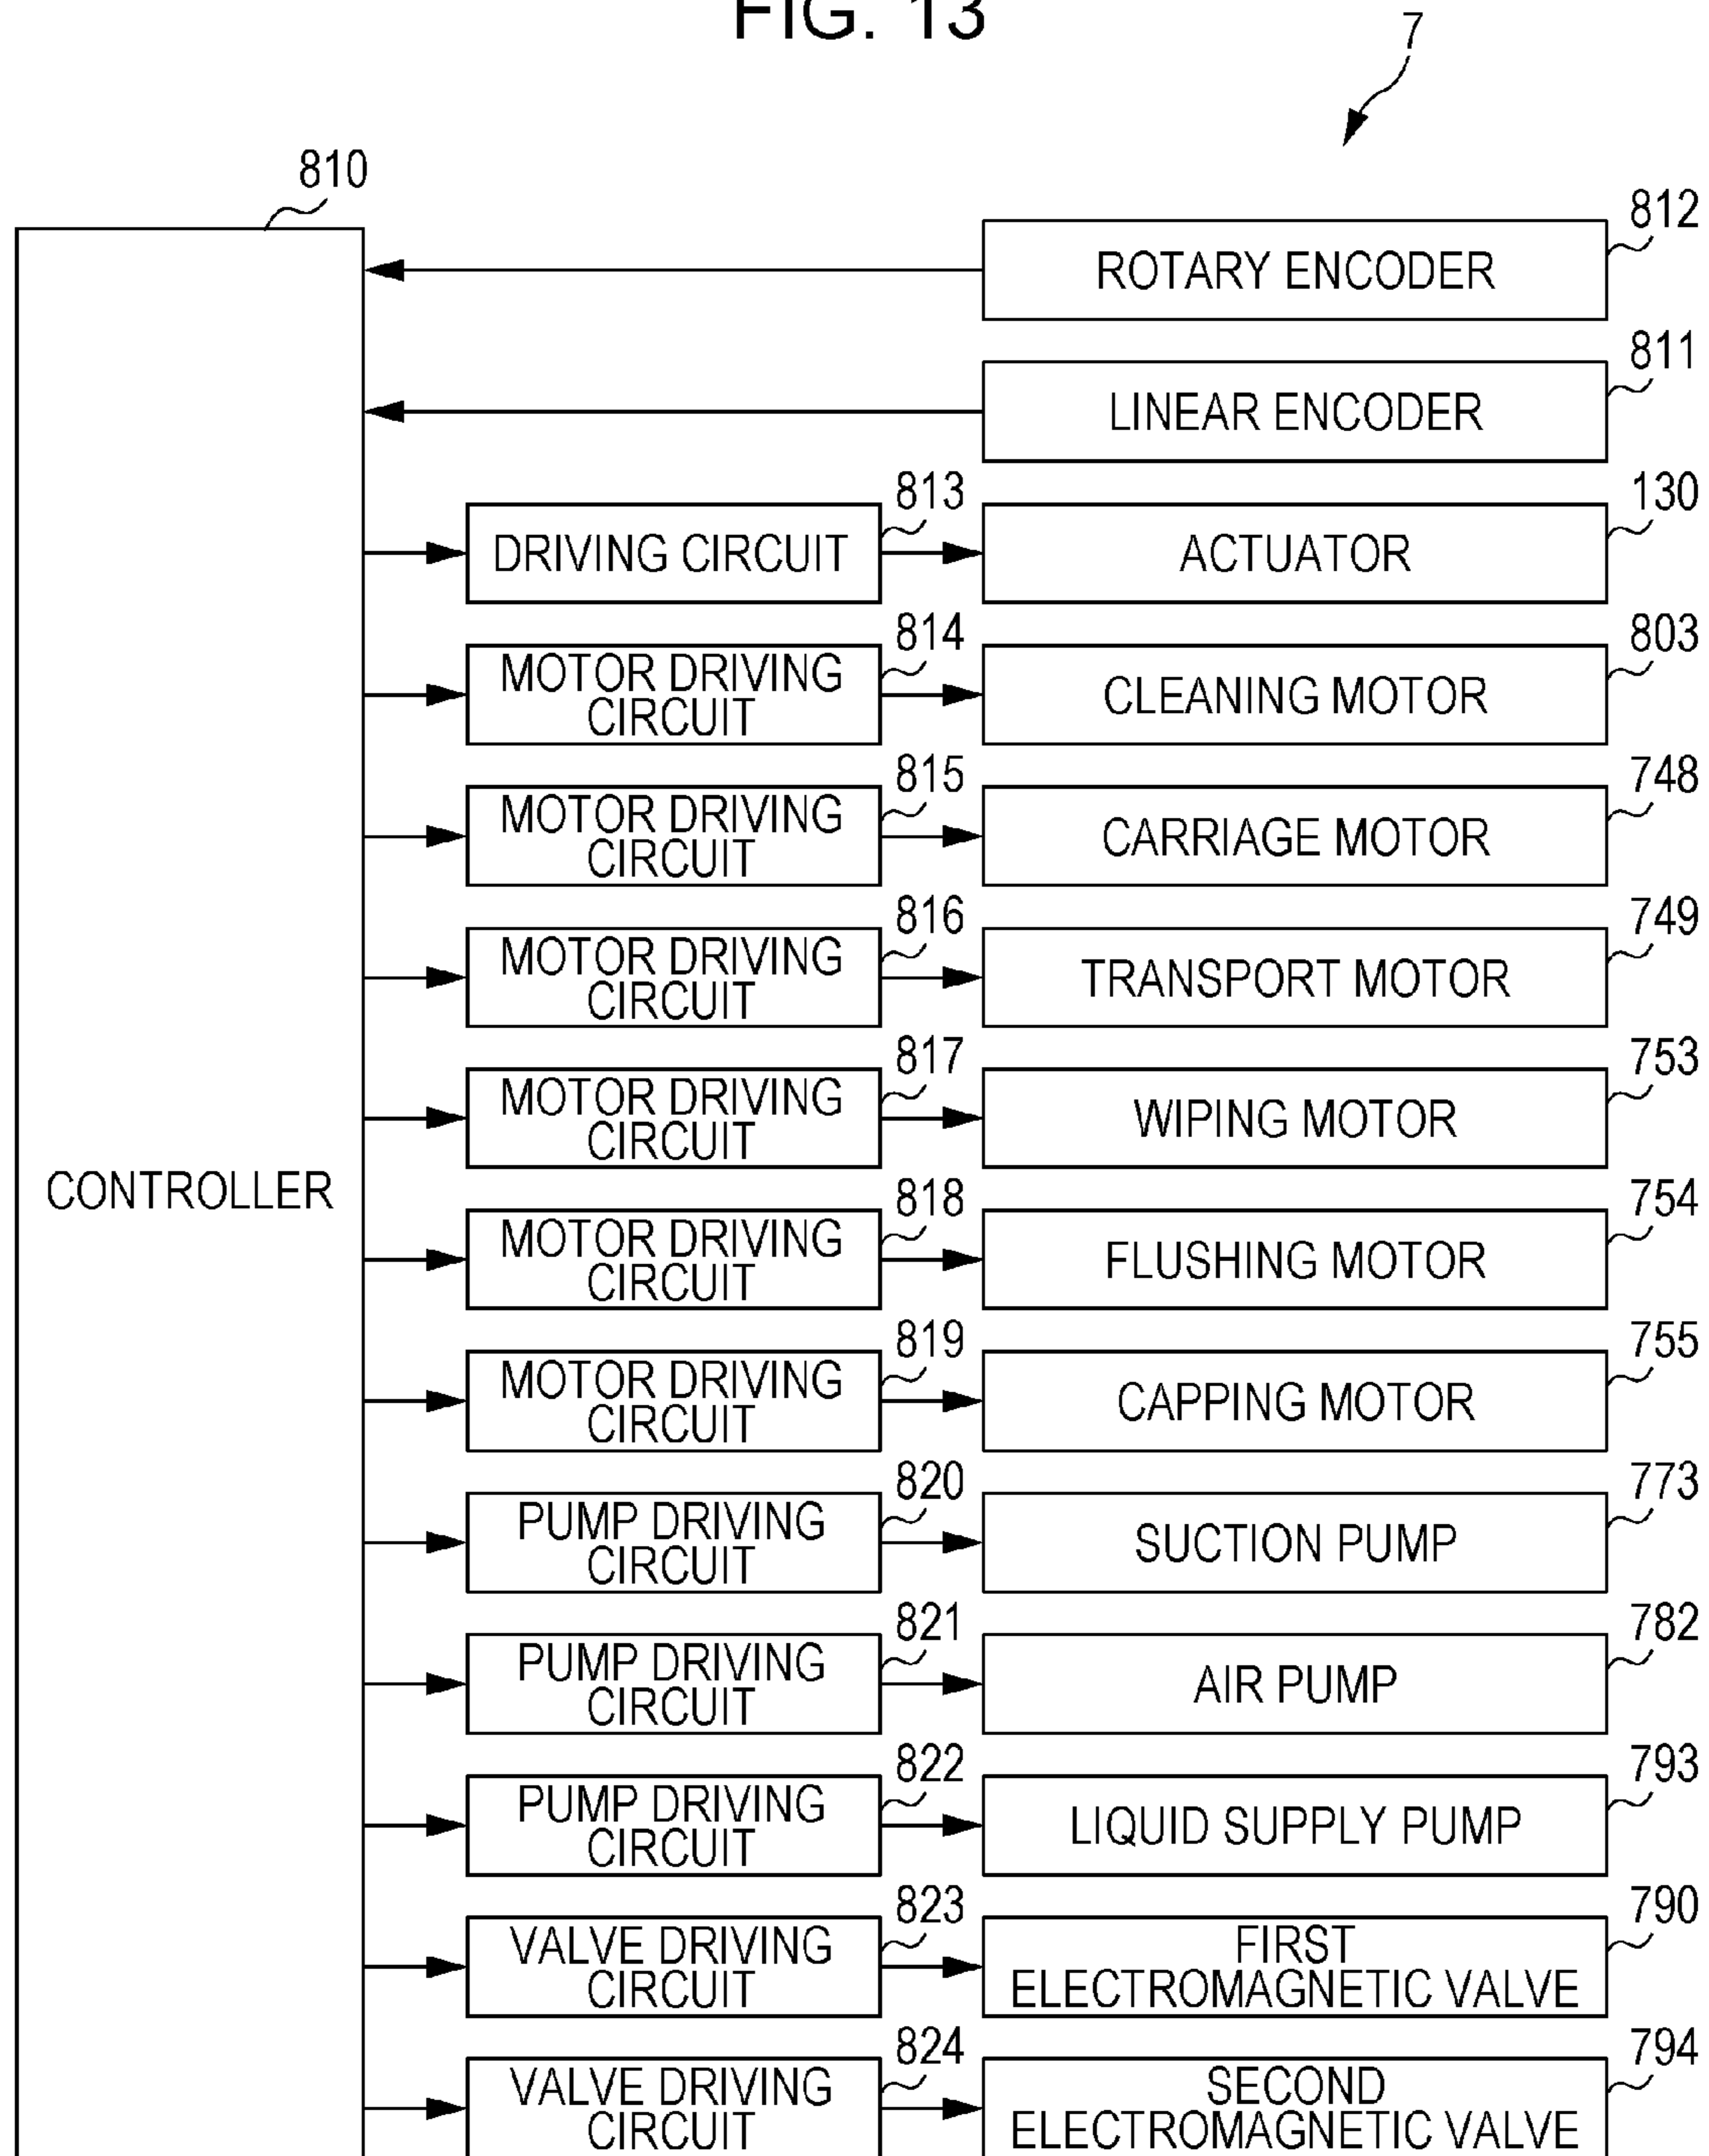 FIG. 13
7
810
812
ROTARY ENCODER
811
LINEAR ENCODER
813
130
DRIVING CIRCUIT
ACTUATOR
814
803
MOTOR DRIVING
CIRCUIT
CLEANING MOTOR
815
748
MOTOR DRIVING
CIRCUIT
CARRIAGE MOTOR
816
749
MOTOR DRIVING
CIRCUIT
TRANSPORT MOTOR
817
753
MOTOR DRIVING
CIRCUIT
WIPING MOTOR
CONTROLLER
818
754
MOTOR DRIVING
CIRCUIT
FLUSHING MOTOR
819
755
MOTOR DRIVING
CIRCUIT
CAPPING MOTOR
820
773
PUMP DRIVING
CIRCUIT
SUCTION PUMP
821
782
PUMP DRIVING
CIRCUIT
AIR PUMP
822
793
PUMP DRIVING
CIRCUIT
LIQUID SUPPLY PUMP
823
790
VALVE DRIVING
CIRCUIT
FIRST
ELECTROMAGNETIC VALVE
824
794
VALVE DRIVING
CIRCUIT
SECOND
ELECTROMAGNETIC VALVE